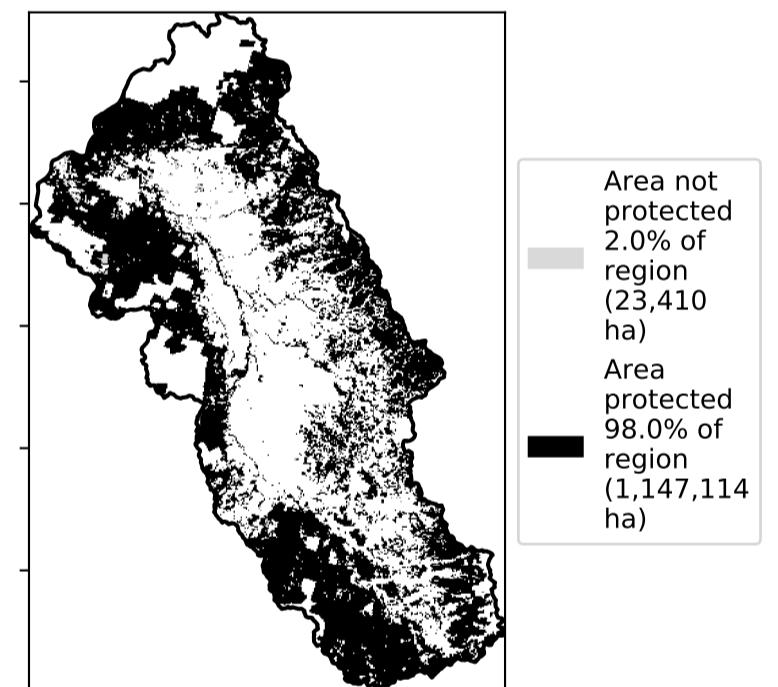 Area not
protected
2.0% of
region
(23,410
ha)
Area
protected
98.0% of
region
(1,147,114
ha)